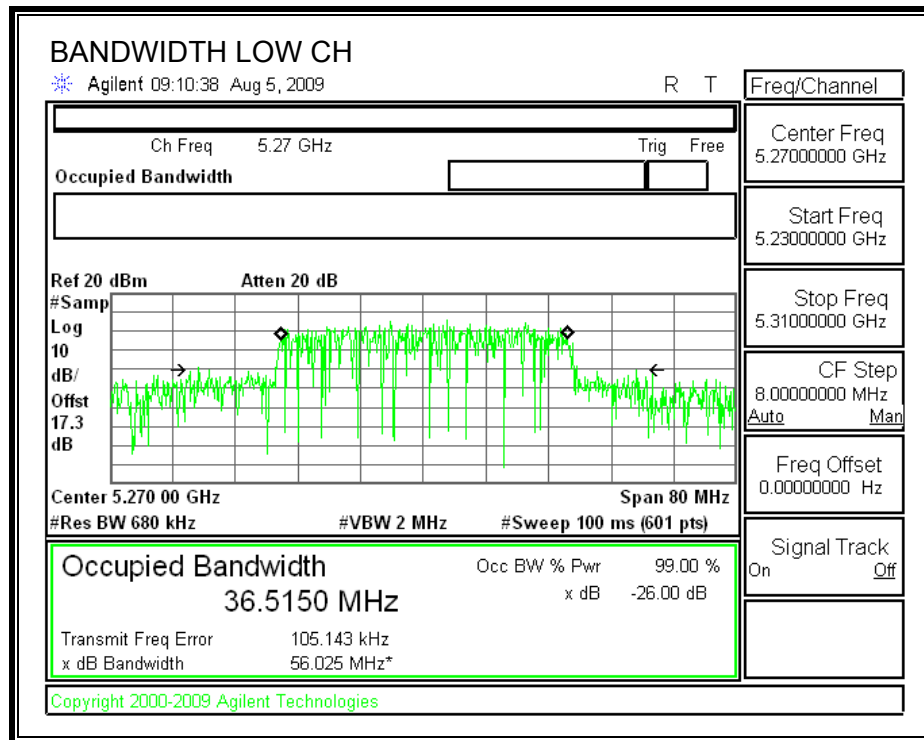 BANDWIDTH LOW CH
Agilent 09:10:38 Aug 5, 2009 R T
Ch Freq 5.27 GHz Trig Free
Occupied Bandwidth
Ref 20 dBm Atten 20 dB
#Samp
Log
10
dB/
Offst
17.3
dB
Center 5.270 00 GHz Span 80 MHz
#Res BW 680 kHz #VBW 2 MHz #Sweep 100 ms (601 pts)
Occupied Bandwidth Occ BW % Pwr 99.00 %
36.5150 MHz x dB -26.00 dB
Transmit Freq Error 105.143 kHz
x dB Bandwidth 56.025 MHz*
Copyright 2000-2009 Agilent Technologies
Freq/Channel
Center Freq
5.27000000 GHz
Start Freq
5.23000000 GHz
Stop Freq
5.31000000 GHz
CF Step
8.00000000 MHz
Auto Man
Freq Offset
0.00000000 Hz
Signal Track
On Off